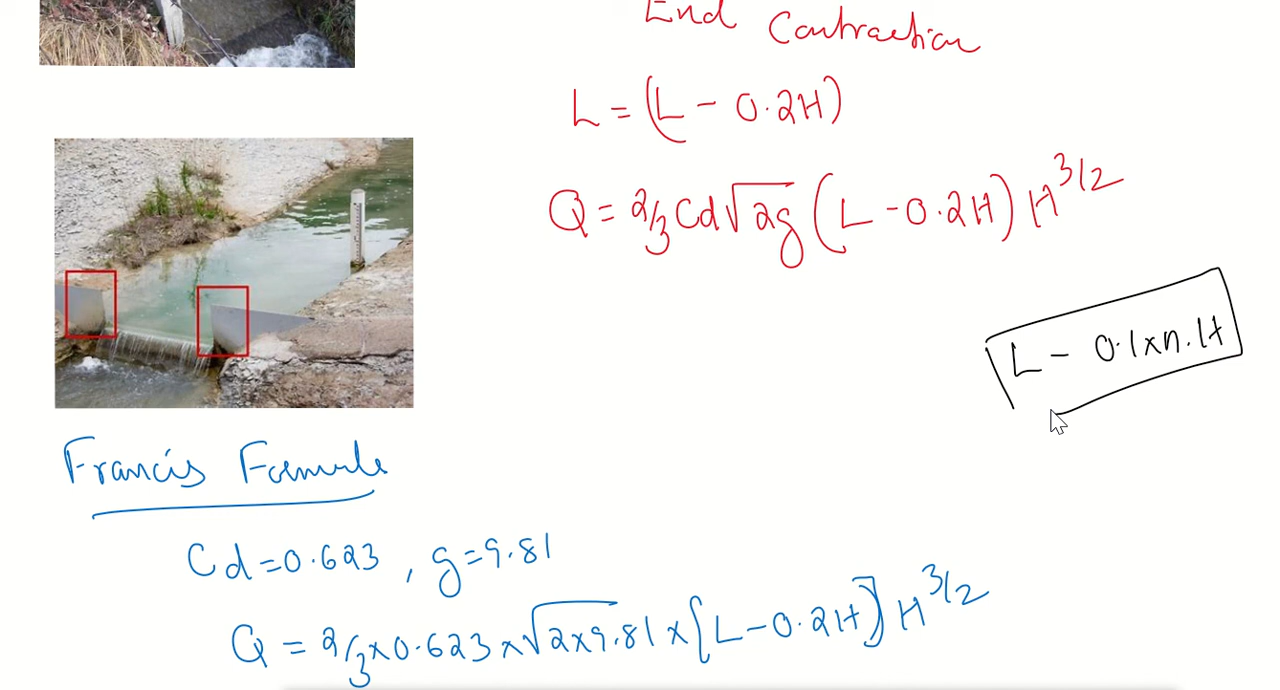 End Contraction
L = (L - 0.2H)
Q = 2/3 Cd √2g (L - 0.2H) H^3/2
L - 0.1xn.H
Francis Formula
Cd = 0.623 , g = 9.81
Q = 2/3 x 0.623 x √2x9.81 x [L - 0.2H] H^3/2